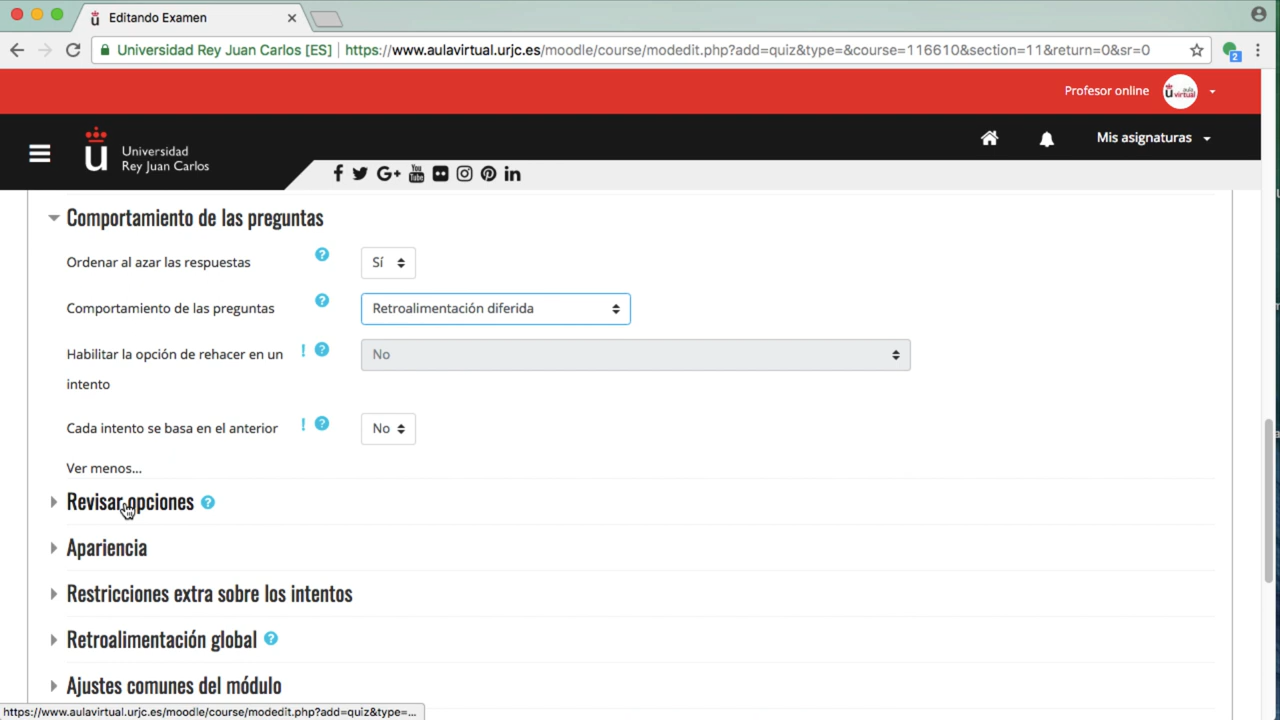 Editando Examen
Universidad Rey Juan Carlos [ES] https://www.aulavirtual.urjc.es/moodle/course/modedit.php?add=quiz&type=&course=116610&section=11&return=0&sr=0
2
Profesor online
Universidad
Rey Juan Carlos
Mis asignaturas
Comportamiento de las preguntas
Ordenar al azar las respuestas ? Sí
Comportamiento de las preguntas ? Retroalimentación diferida
Habilitar la opción de rehacer en un ! ? No
intento
Cada intento se basa en el anterior ! ? No
Ver menos...
Revisar opciones ?
Apariencia
Restricciones extra sobre los intentos
Retroalimentación global ?
Ajustes comunes del módulo
https://www.aulavirtual.urjc.es/moodle/course/modedit.php?add=quiz&type=...